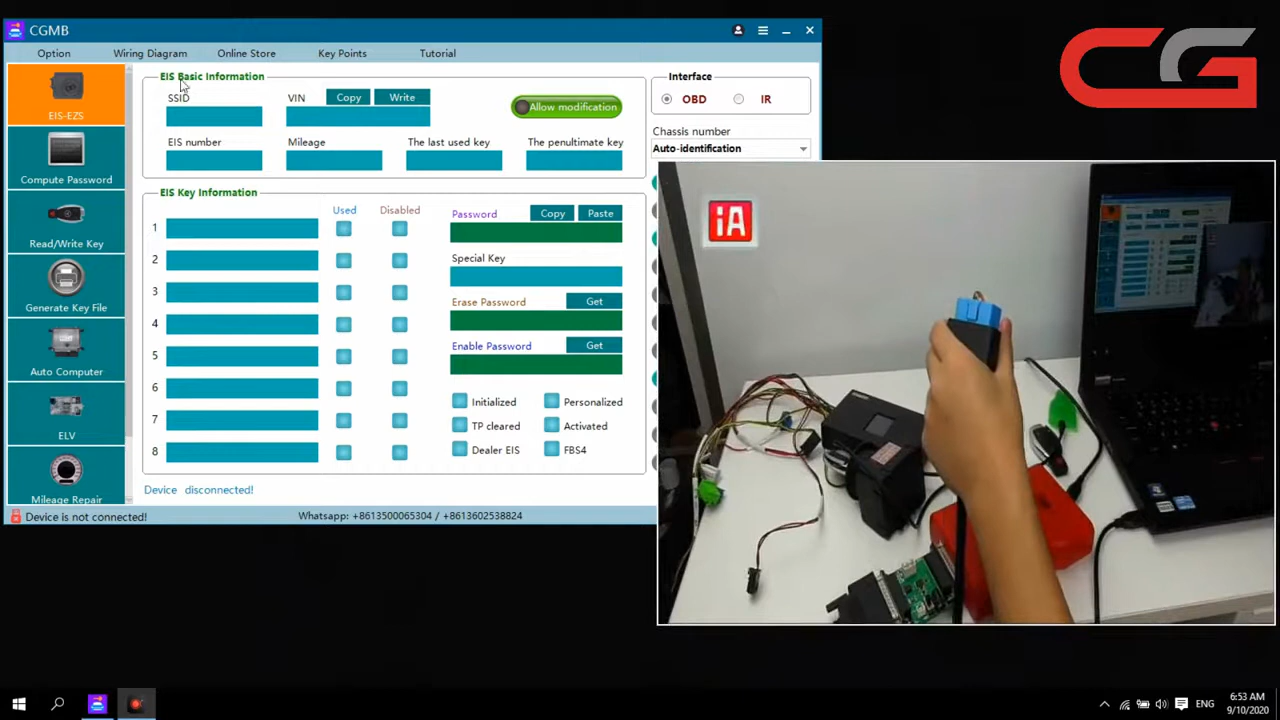 CGMB
Option
Wiring Diagram
Online Store
Key Points
Tutorial
CG
EIS-EZS
Compute Password
Read/Write Key
Generate Key File
Auto Computer
ELV
Mileage Repair
EIS Basic Information
SSID
VIN
Copy
Write
Allow modification
EIS number
Mileage
The last used key
The penultimate key
Interface
OBD
IR
Chassis number
Auto-identification
EIS Key Information
Used
Disabled
1
2
3
4
5
6
7
8
Password
Copy
Paste
Special Key
Erase Password
Get
Enable Password
Get
Initialized
Personalized
TP cleared
Activated
Dealer EIS
FBS4
Device disconnected!
Device is not connected!
Whatsapp: +8613500065304 / +8613602538824
iA
ENG
6:53 AM
9/10/2020